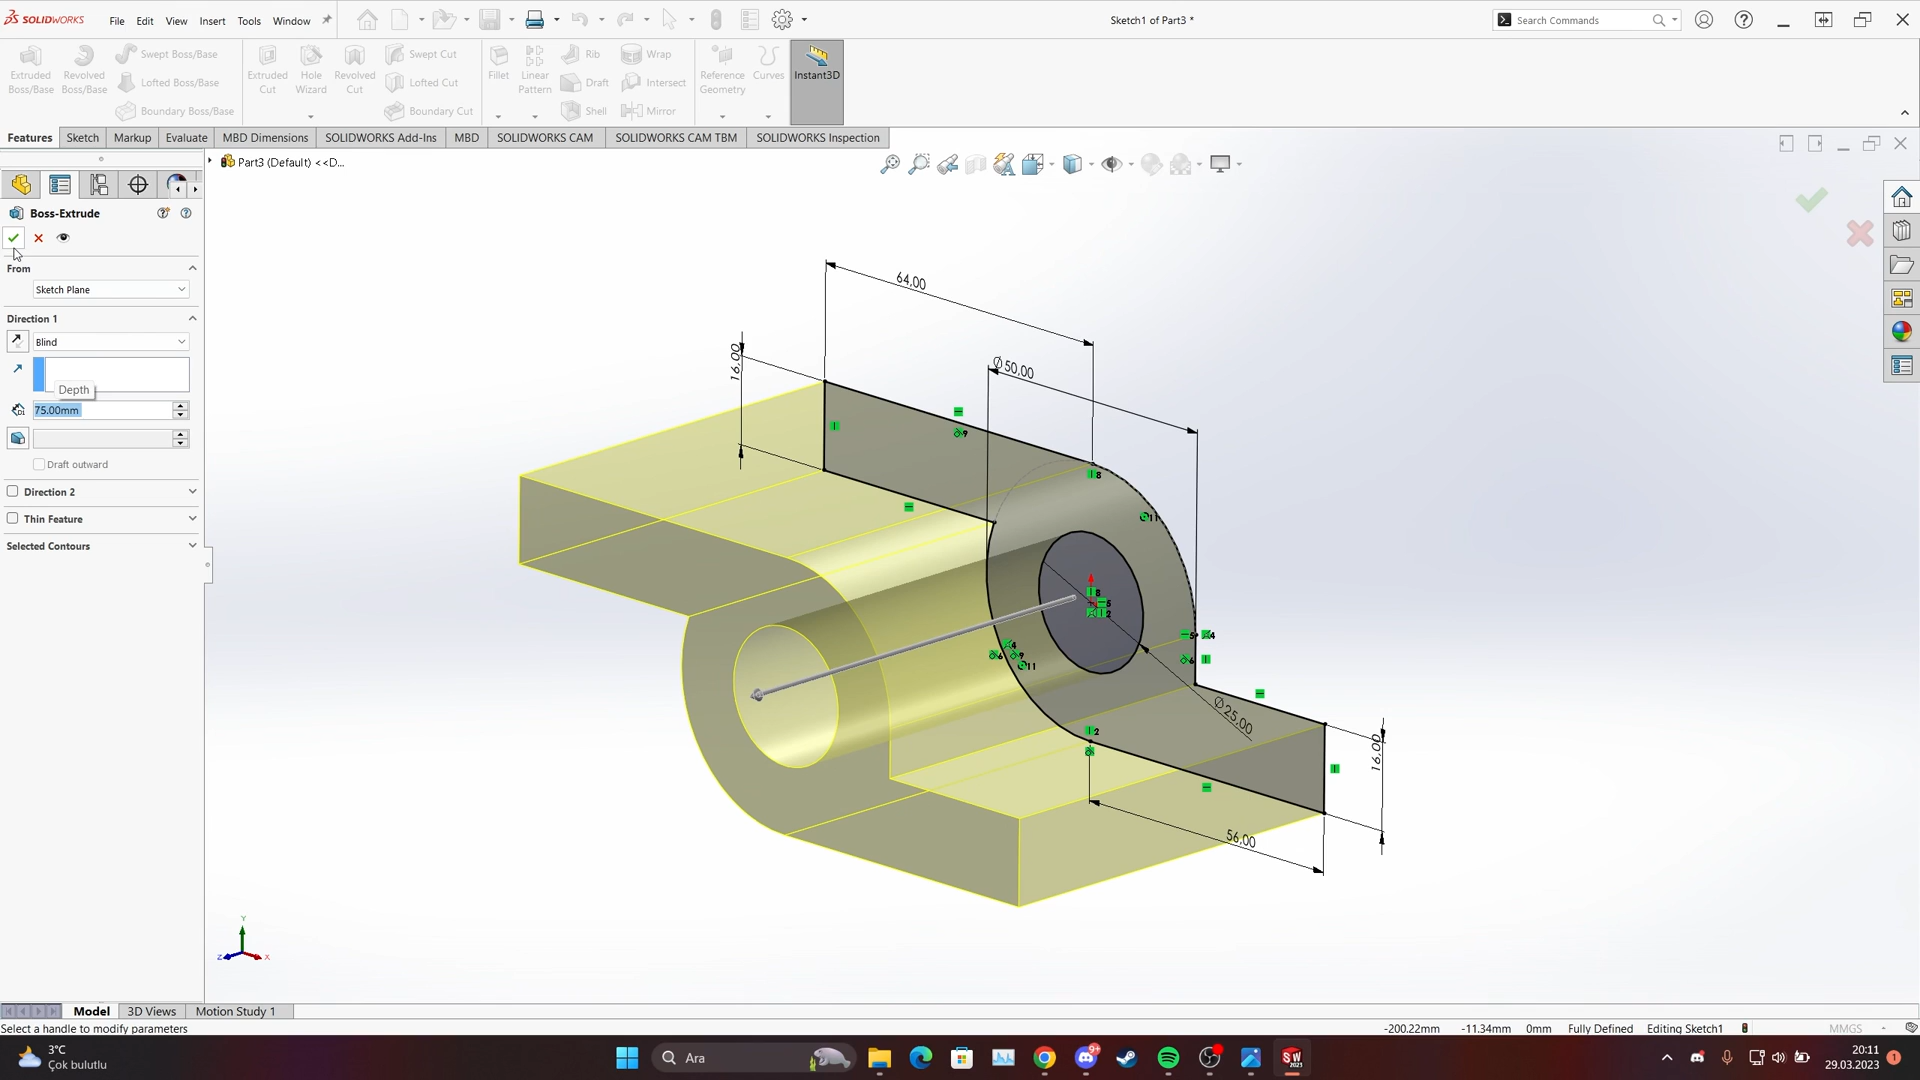 SOLIDWORKS File Edit View Insert Tools Window
Sketch1 of Part3 *
Search Commands
Extruded Boss/Base
Revolved Boss/Base
Swept Boss/Base
Lofted Boss/Base
Boundary Boss/Base
Extruded Cut
Hole Wizard
Revolved Cut
Swept Cut
Lofted Cut
Boundary Cut
Fillet
Linear Pattern
Rib
Draft
Shell
Wrap
Intersect
Mirror
Reference Geometry
Curves
Instant3D
Features Sketch Markup Evaluate MBD Dimensions SOLIDWORKS Add-Ins MBD SOLIDWORKS CAM SOLIDWORKS CAM TBM SOLIDWORKS Inspection
Part3 (Default) <<D...
Boss-Extrude
From
Sketch Plane
Direction 1
Blind
Depth
75.00mm
Draft outward
Direction 2
Thin Feature
Selected Contours
64,00
16,00
Ø50,00
Ø25,00
16,00
56,00
Y
Z
X
Model 3D Views Motion Study 1
Select a handle to modify parameters
-200.22mm -11.34mm 0mm Fully Defined Editing Sketch1 MMGS
3°C
Çok bulutlu
Ara
20:11
29.03.2023